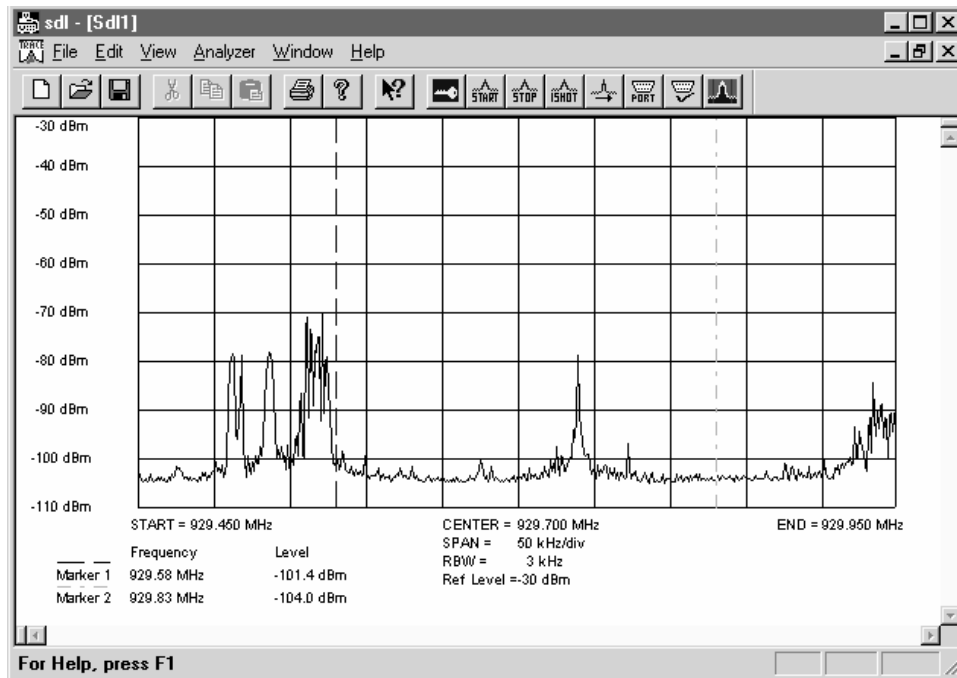 sdl - [Sdl1]
TRACE File Edit View Analyzer Window Help
START STOP 1SHOT PORT
-30 dBm
-40 dBm
-50 dBm
-60 dBm
-70 dBm
-80 dBm
-90 dBm
-100 dBm
-110 dBm
START = 929.450 MHz CENTER = 929.700 MHz END = 929.950 MHz
SPAN = 50 kHz/div
RBW = 3 kHz
Ref Level =-30 dBm
Frequency Level
Marker 1 929.58 MHz -101.4 dBm
Marker 2 929.83 MHz -104.0 dBm
For Help, press F1